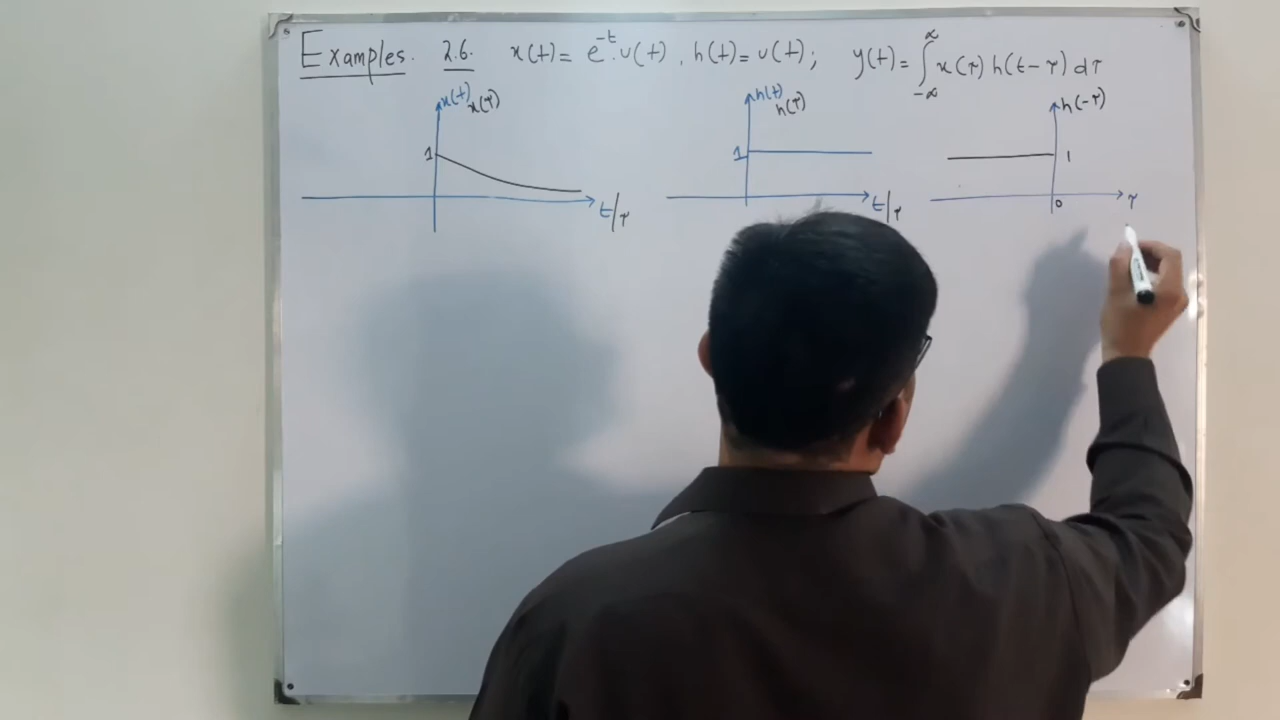 Examples. 2.6. x(t) = e^{-t}.u(t), h(t) = u(t); y(t) = ∫_{-∞}^{∞} x(τ) h(t-τ) dτ
x(t) x(τ) h(t) h(τ) h(-τ)
1 1 1
t/τ t/τ 0 τ